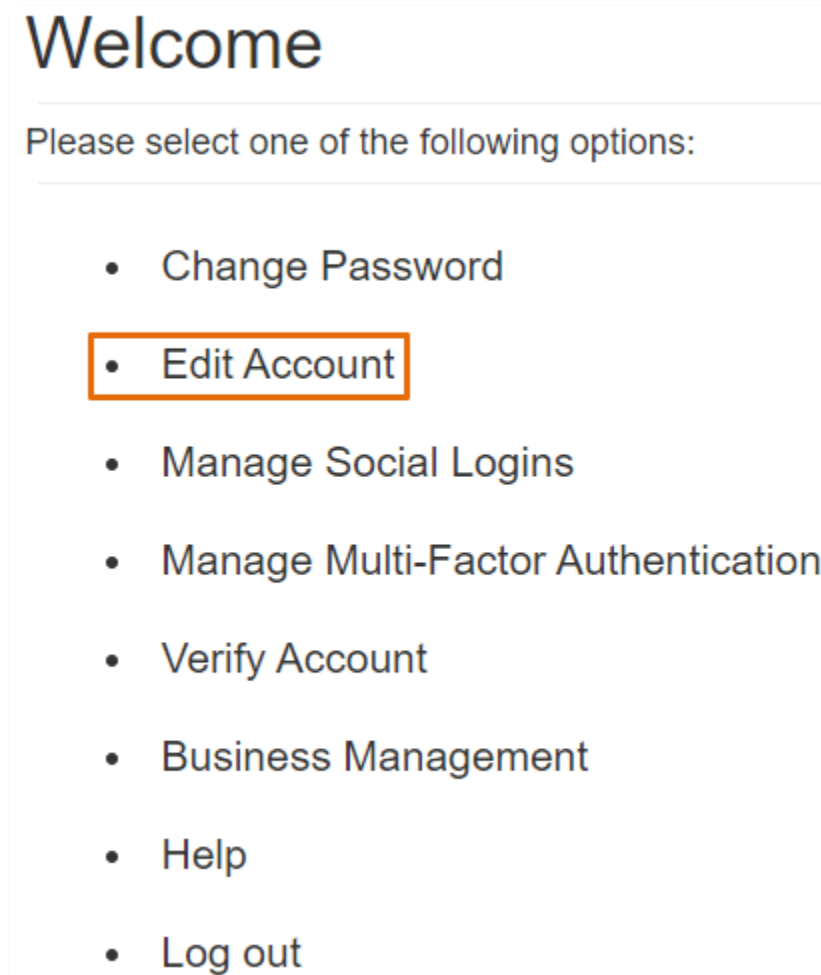 Welcome
Please select one of the following options:
• Change Password
• Edit Account
• Manage Social Logins
• Manage Multi-Factor Authentication
• Verify Account
• Business Management
• Help
• Log out